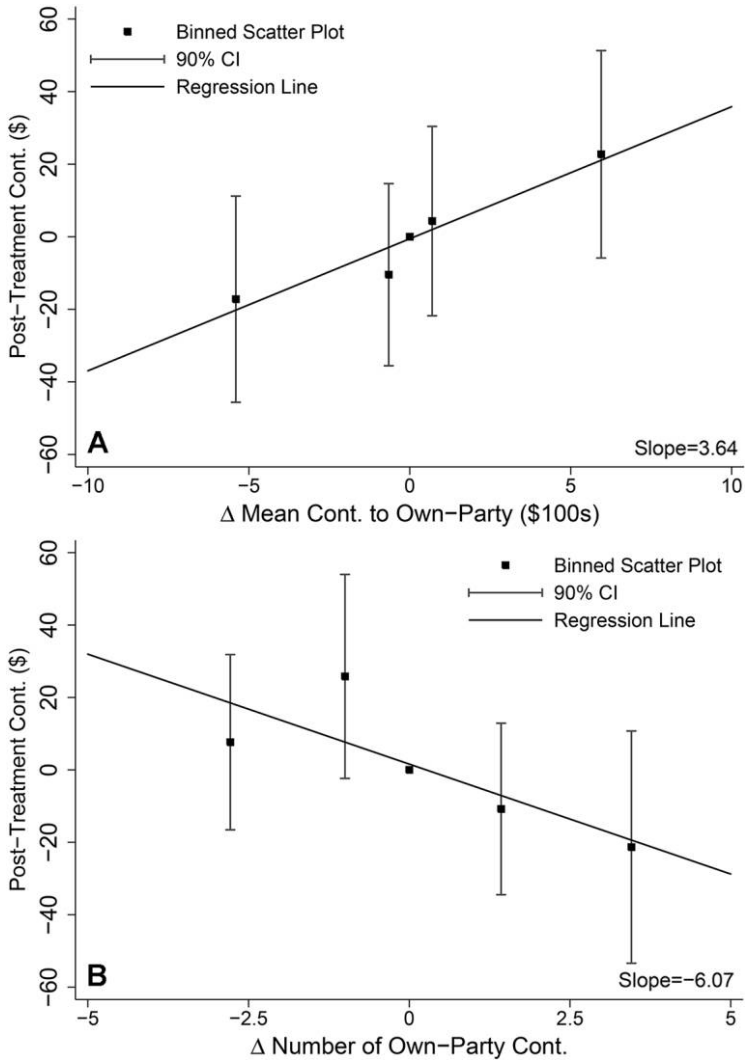 Binned Scatter Plot
90% CI
Regression Line
Post−Treatment Cont. ($)
60
40
20
0
−20
−40
−60
A
Slope=3.64
−10
−5
0
5
10
Δ Mean Cont. to Own−Party ($100s)
Binned Scatter Plot
90% CI
Regression Line
Post−Treatment Cont. ($)
60
40
20
0
−20
−40
−60
B
Slope=−6.07
−5
−2.5
0
2.5
5
Δ Number of Own−Party Cont.